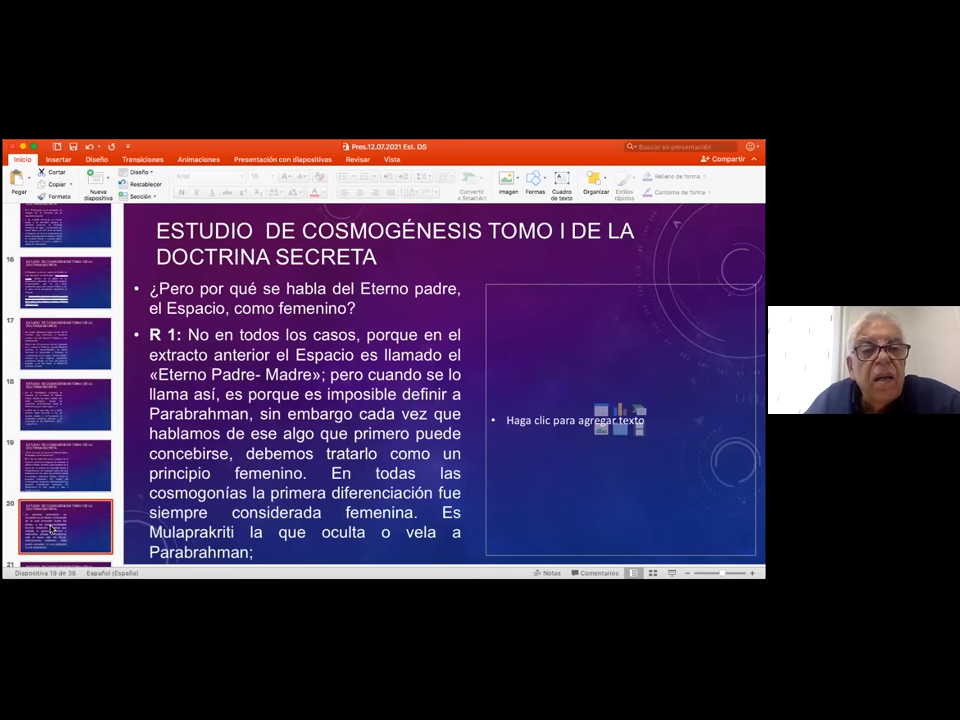 Pres.12.07.2021 Est. DS
Buscar en presentación
Inicio Insertar Diseño Transiciones Animaciones Presentación con diapositivas Revisar Vista
Compartir
Pegar
Cortar
Copiar
Formato
Nueva diapositiva
Diseño
Restablecer
Sección
Convertir a SmartArt
Imagen
Formas
Cuadro de texto
Organizar
Estilos rápidos
Relleno de forma
Contorno de forma
16
17
18
19
20
21
ESTUDIO DE COSMOGÉNESIS TOMO I DE LA
DOCTRINA SECRETA
• ¿Pero por qué se habla del Eterno padre,
el Espacio, como femenino?
• R 1: No en todos los casos, porque en el
extracto anterior el Espacio es llamado el
«Eterno Padre- Madre»; pero cuando se lo
llama así, es porque es imposible definir a
Parabrahman, sin embargo cada vez que
hablamos de ese algo que primero puede
concebirse, debemos tratarlo como un
principio femenino. En todas las
cosmogonías la primera diferenciación fue
siempre considerada femenina. Es
Mulaprakriti la que oculta o vela a
Parabrahman;
• Haga clic para agregar texto
Diapositiva 19 de 38 Español (España)
Notas Comentarios